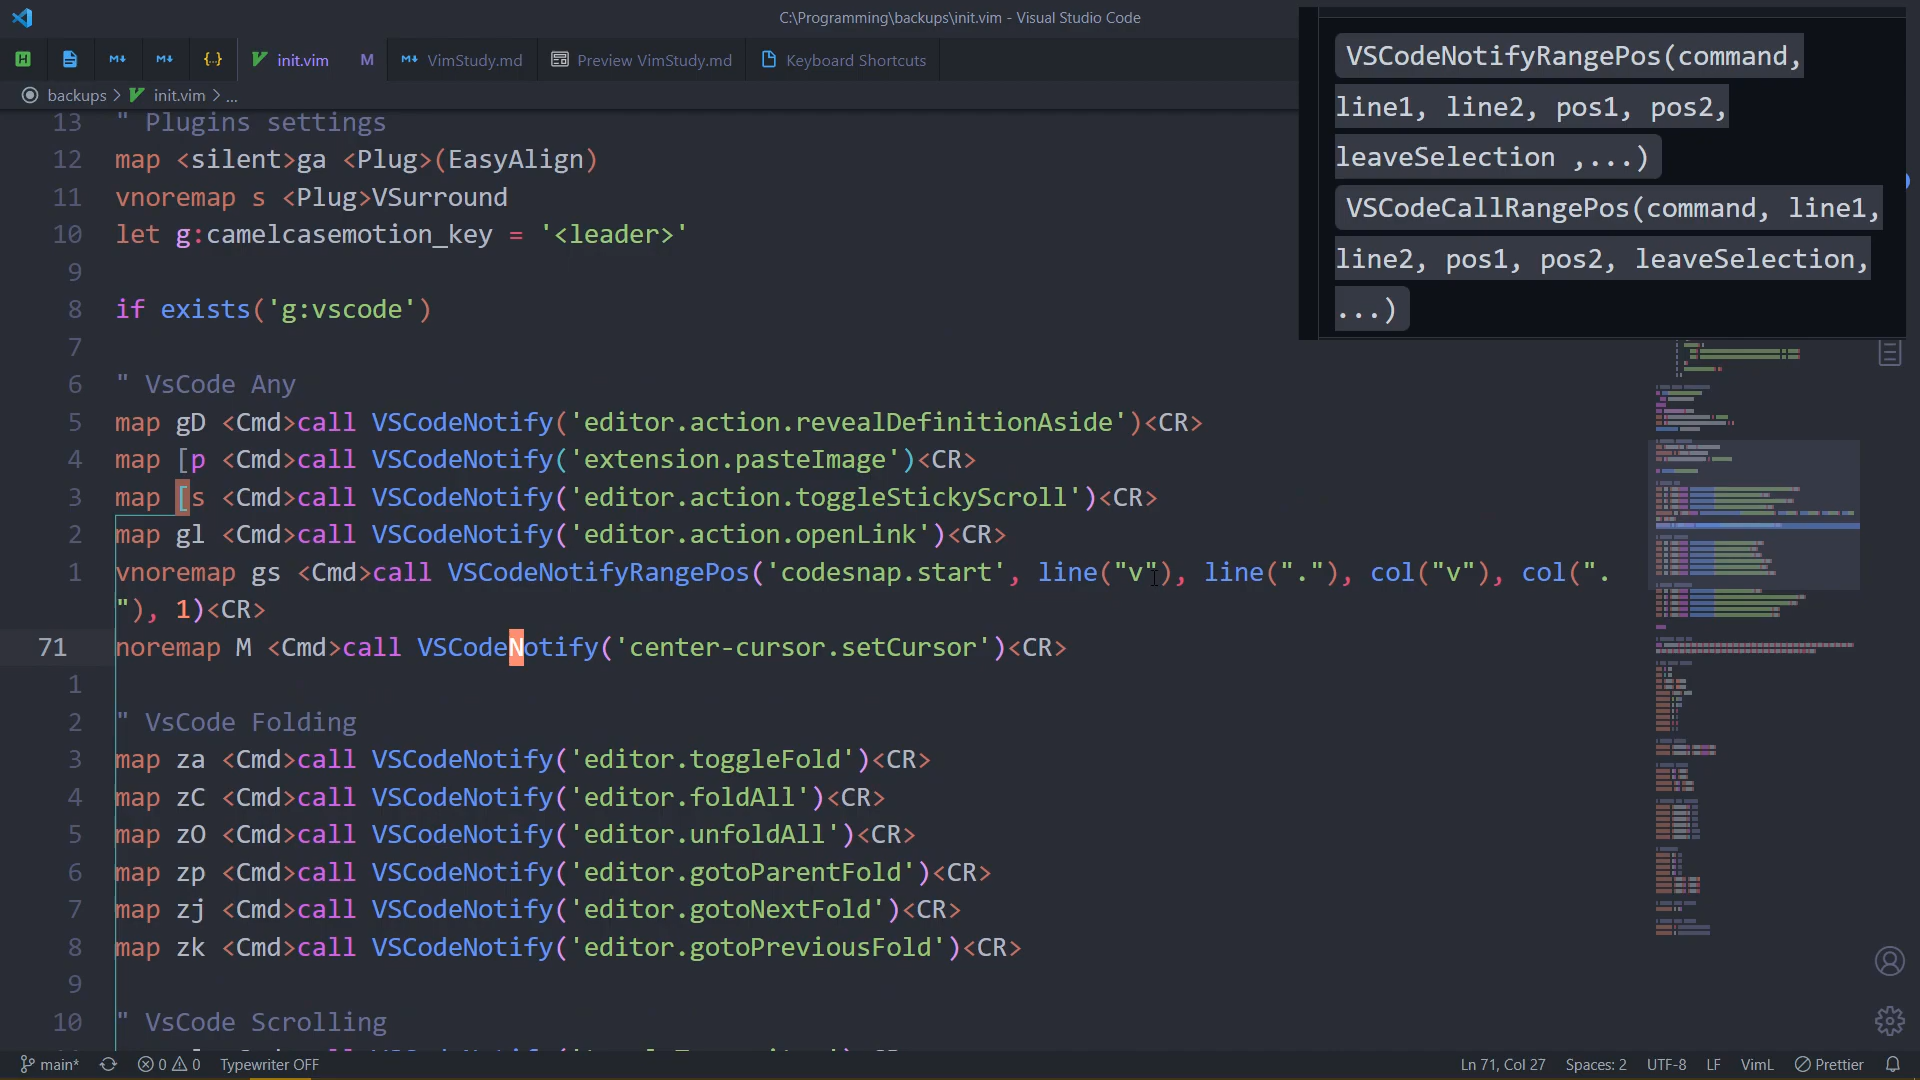 C:\Programming\backups\init.vim - Visual Studio Code
init.vim M VimStudy.md Preview VimStudy.md Keyboard Shortcuts
backups > init.vim > ...
13 " Plugins settings
12 map <silent>ga <Plug>(EasyAlign)
11 vnoremap s <Plug>VSurround
10 let g:camelcasemotion_key = '<leader>'
9
8 if exists('g:vscode')
7
6 " VsCode Any
5 map gD <Cmd>call VSCodeNotify('editor.action.revealDefinitionAside')<CR>
4 map [p <Cmd>call VSCodeNotify('extension.pasteImage')<CR>
3 map [s <Cmd>call VSCodeNotify('editor.action.toggleStickyScroll')<CR>
2 map gl <Cmd>call VSCodeNotify('editor.action.openLink')<CR>
1 vnoremap gs <Cmd>call VSCodeNotifyRangePos('codesnap.start', line("v"), line("."), col("v"), col(".
"), 1)<CR>
71 noremap M <Cmd>call VSCodeNotify('center-cursor.setCursor')<CR>
1
2 " VsCode Folding
3 map za <Cmd>call VSCodeNotify('editor.toggleFold')<CR>
4 map zC <Cmd>call VSCodeNotify('editor.foldAll')<CR>
5 map zO <Cmd>call VSCodeNotify('editor.unfoldAll')<CR>
6 map zp <Cmd>call VSCodeNotify('editor.gotoParentFold')<CR>
7 map zj <Cmd>call VSCodeNotify('editor.gotoNextFold')<CR>
8 map zk <Cmd>call VSCodeNotify('editor.gotoPreviousFold')<CR>
9
10 " VsCode Scrolling
VSCodeNotifyRangePos(command,
line1, line2, pos1, pos2,
leaveSelection ,...)
VSCodeCallRangePos(command, line1,
line2, pos1, pos2, leaveSelection,
...)
main* 0 0 Typewriter OFF Ln 71, Col 27 Spaces: 2 UTF-8 LF VimL Prettier